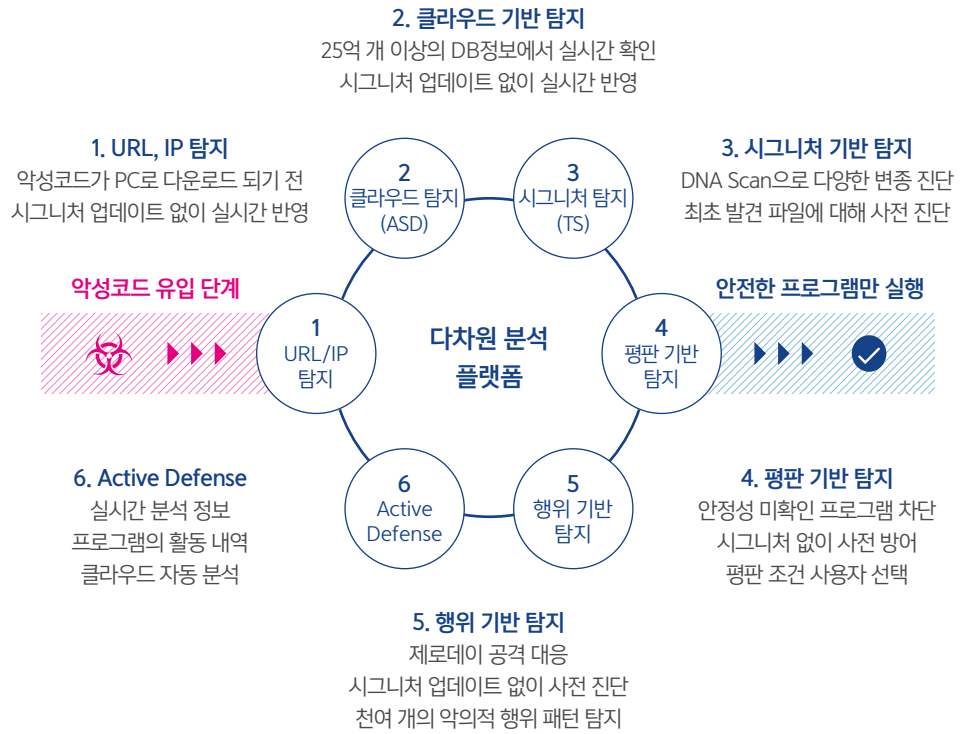 2. 클라우드 기반 탐지
25억 개 이상의 DB정보에서 실시간 확인
시그니처 업데이트 없이 실시간 반영
1. URL, IP 탐지
악성코드가 PC로 다운로드 되기 전
시그니처 업데이트 없이 실시간 반영
2
클라우드 탐지
(ASD)
3
시그니처 탐지
(TS)
3. 시그니처 기반 탐지
DNA Scan으로 다양한 변종 진단
최초 발견 파일에 대해 사전 진단
악성코드 유입 단계
1
URL/IP
탐지
다차원 분석
플랫폼
4
평판 기반
탐지
안전한 프로그램만 실행
6. Active Defense
실시간 분석 정보
프로그램의 활동 내역
클라우드 자동 분석
6
Active
Defense
5
행위 기반
탐지
4. 평판 기반 탐지
안정성 미확인 프로그램 차단
시그니처 없이 사전 방어
평판 조건 사용자 선택
5. 행위 기반 탐지
제로데이 공격 대응
시그니처 업데이트 없이 사전 진단
천여 개의 악의적 행위 패턴 탐지